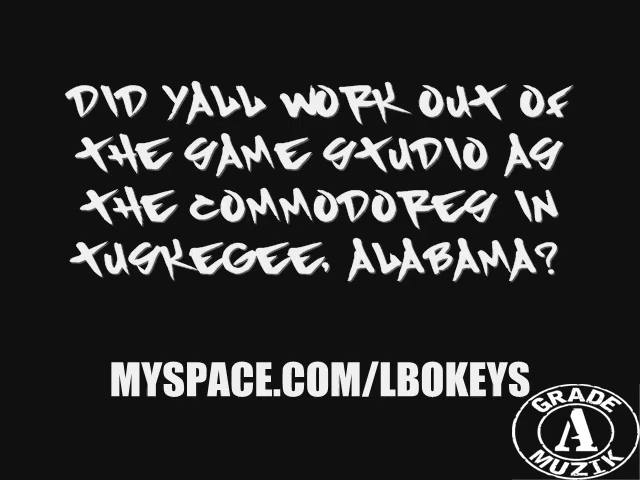 DID YALL WORK OUT OF
THE SAME STUDIO AS
THE COMMODORES IN
TUSKEGEE, ALABAMA?
MYSPACE.COM/LBOKEYS
GRADE
A
MUZIK